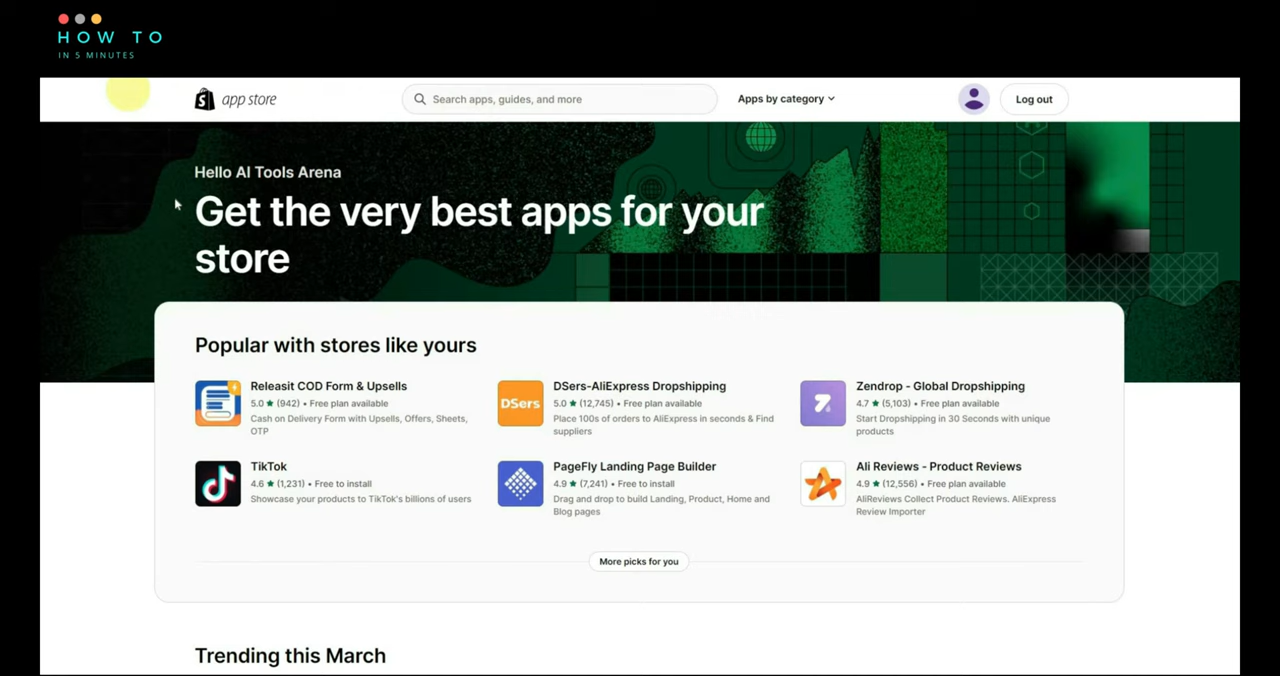 HOW TO
IN 5 MINUTES
app store
Search apps, guides, and more
Apps by category
Log out
Hello AI Tools Arena
Get the very best apps for your
store
Popular with stores like yours
Releasit COD Form & Upsells
5.0 ★ (942) • Free plan available
Cash on Delivery Form with Upsells, Offers, Sheets,
OTP
DSers
DSers-AliExpress Dropshipping
5.0 ★ (12,745) • Free plan available
Place 100s of orders to AliExpress in seconds & Find
suppliers
Zendrop - Global Dropshipping
4.7 ★ (5,103) • Free plan available
Start Dropshipping in 30 Seconds with unique
products
TikTok
4.6 ★ (1,231) • Free to install
Showcase your products to TikTok's billions of users
PageFly Landing Page Builder
4.9 ★ (7,241) • Free to install
Drag and drop to build Landing, Product, Home and
Blog pages
Ali Reviews - Product Reviews
4.9 ★ (12,556) • Free plan available
AliReviews Collect Product Reviews. AliExpress
Review Importer
More picks for you
Trending this March